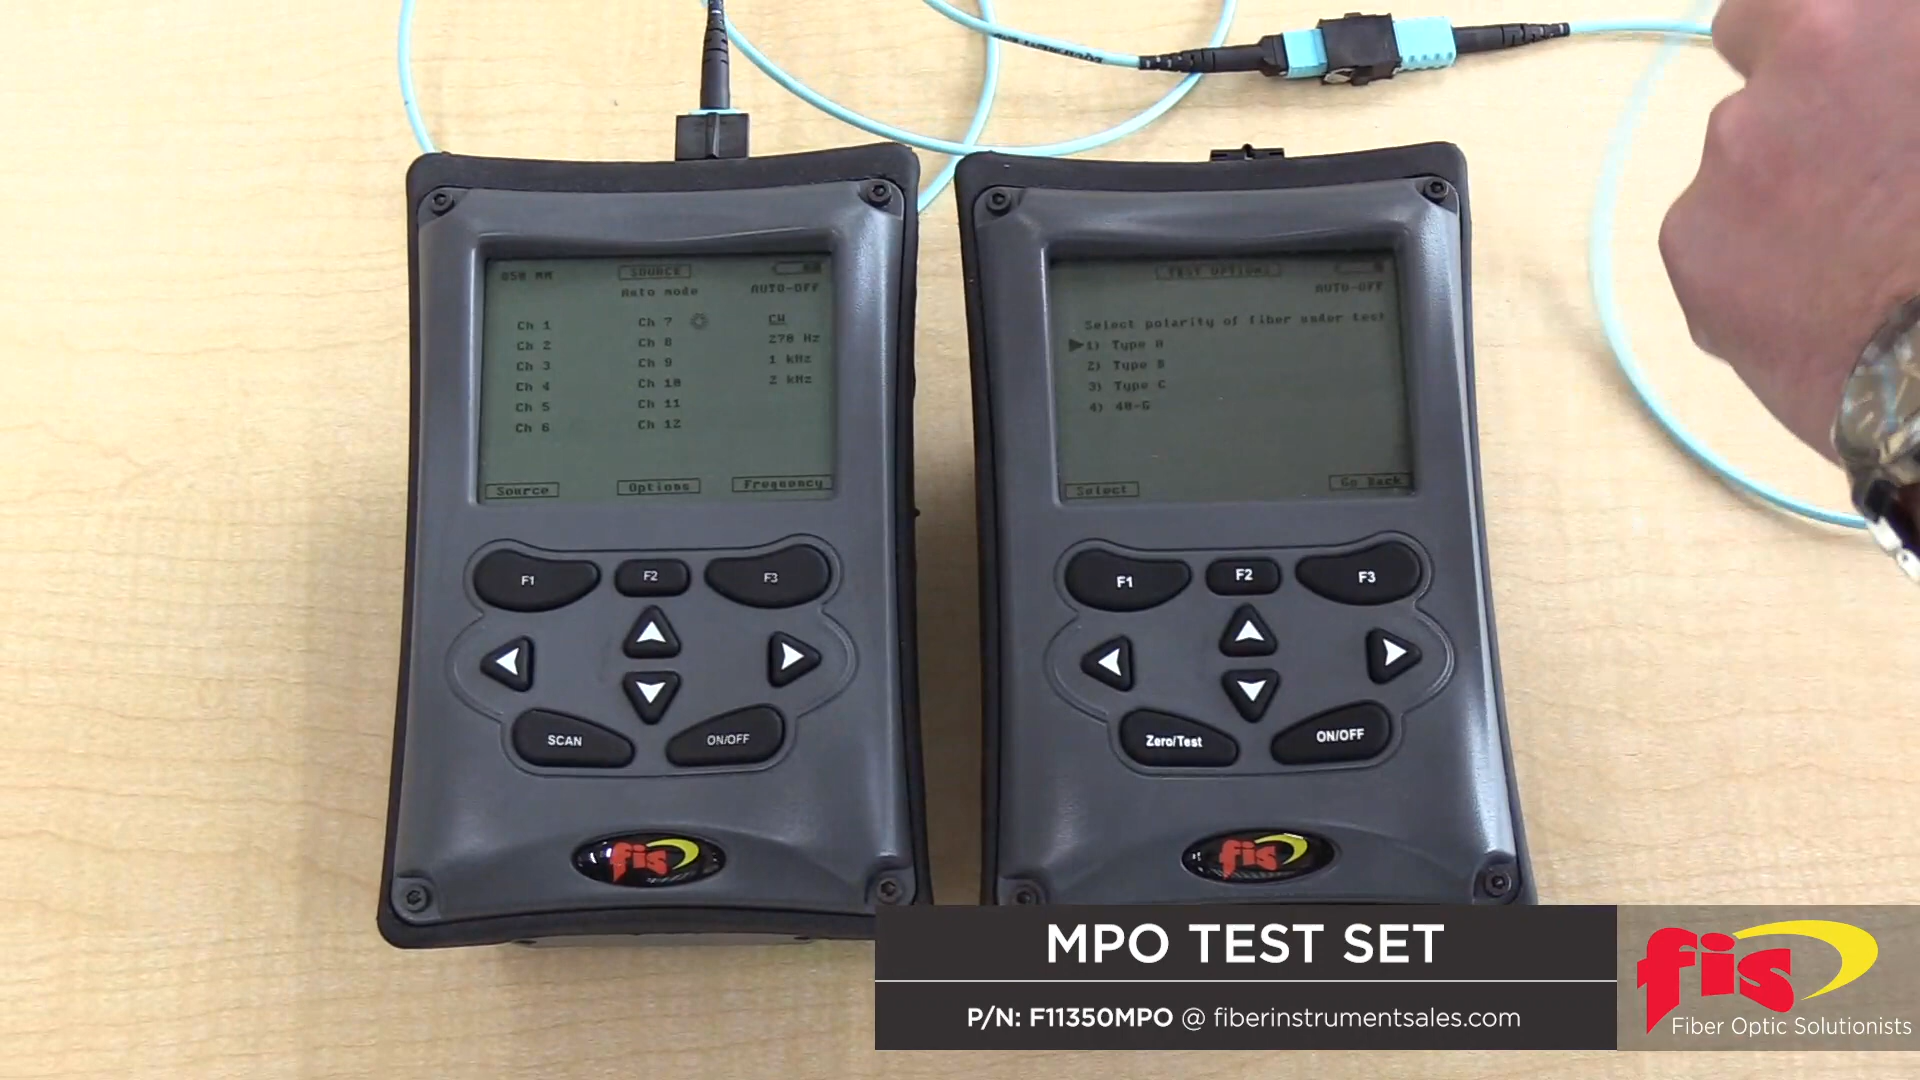 850 MM
SOURCE
Auto mode
AUTO-OFF
Ch 1
Ch 2
Ch 3
Ch 4
Ch 5
Ch 6
Ch 7
Ch 8
Ch 9
Ch 10
Ch 11
Ch 12
CW
270 Hz
1 kHz
2 kHz
Source
Options
Frequency
F1
F2
F3
SCAN
ON/OFF
fis
TEST OPTIONS
AUTO-OFF
Select polarity of fiber under test
1) Type A
2) Type B
3) Type C
4) 40-G
Select
Go Back
F1
F2
F3
Zero/Test
ON/OFF
fis
MPO TEST SET
P/N: F11350MPO @ fiberinstrumentsales.com
fis
Fiber Optic Solutionists